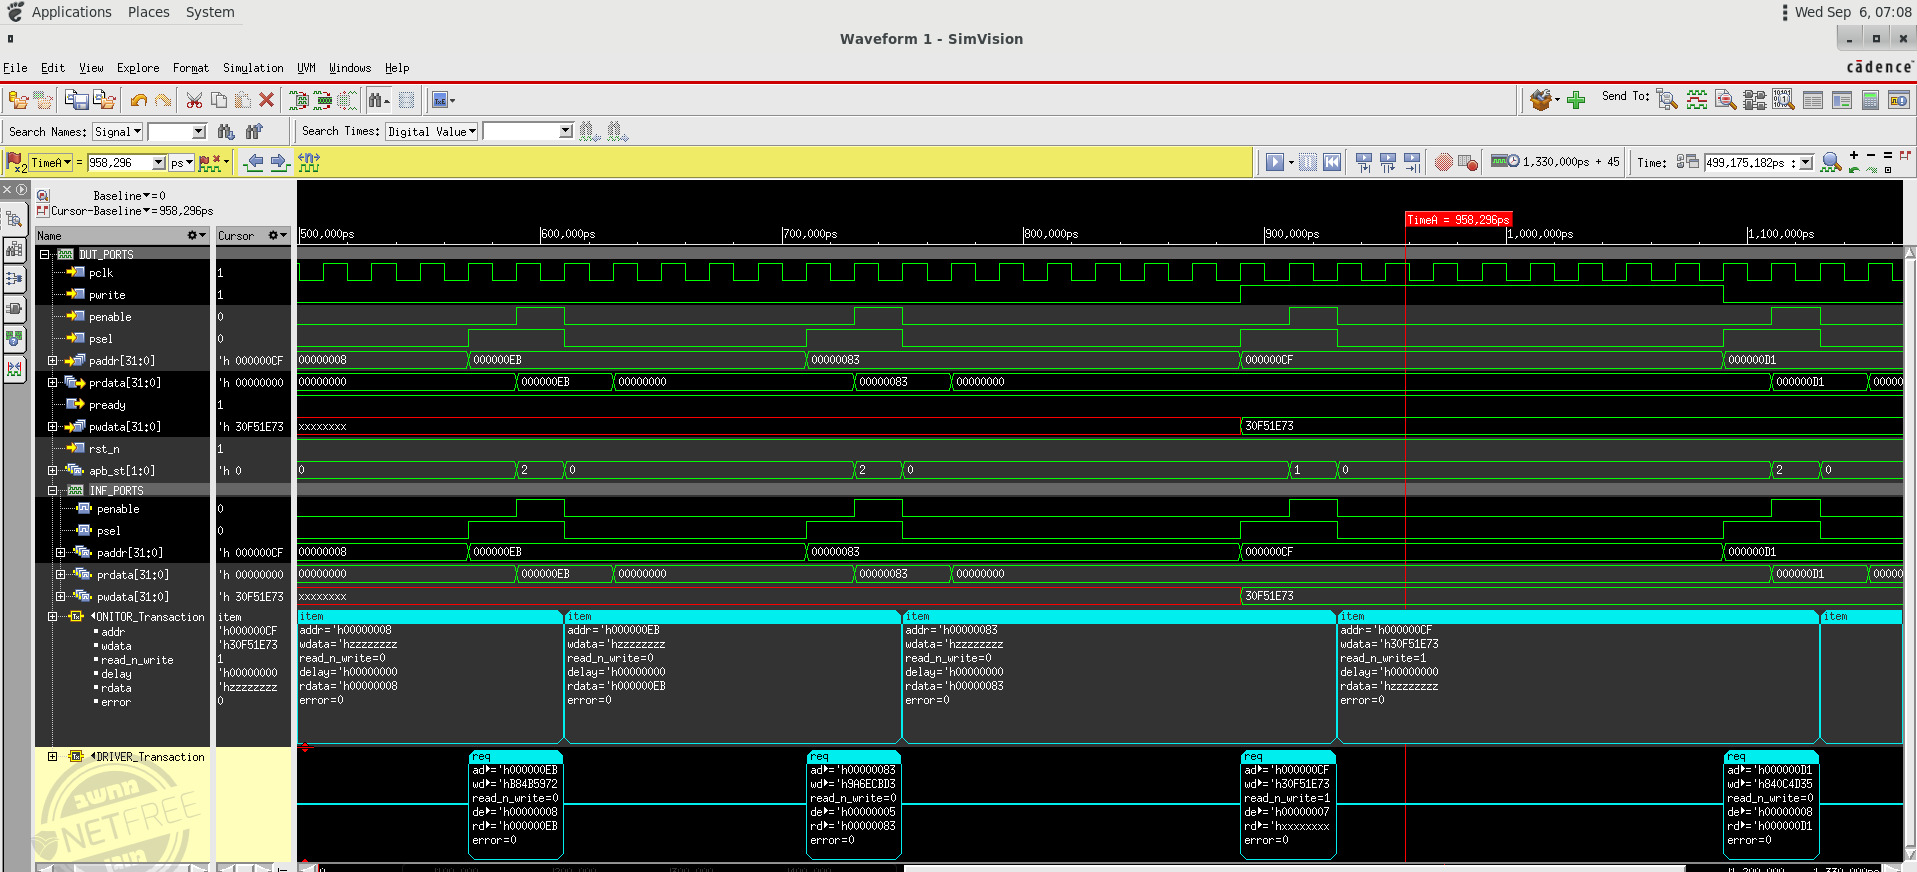 Applications Places System
Wed Sep 6, 07:08
Waveform 1 - SimVision
File Edit View Explore Format Simulation UVM Windows Help
cādence
Send To:
Search Names: Signal
Search Times: Digital Value
x2 TimeA = 958,296 ps
1,330,000ps + 45
Time: 499,175.182ps :
Baseline = 0
Cursor-Baseline = 958,296ps
TimeA = 958,296ps
Name Cursor
500,000ps 600,000ps 700,000ps 800,000ps 900,000ps 1,000,000ps 1,100,000ps
DUT_PORTS
pclk 1
pwrite 1
penable 0
psel 0
paddr[31:0] 'h 000000CF 00000008 000000EB 00000083 000000CF 000000D1
prdata[31:0] 'h 00000000 00000000 000000EB 00000000 00000083 00000000 000000D1 00000
pready 1
pwdata[31:0] 'h 30F51E73 xxxxxxxx 30F51E73
rst_n 1
apb_st[1:0] 'h 0 0 2 0 2 0 1 0 2 0
INF_PORTS
penable 0
psel 0
paddr[31:0] 'h 000000CF 00000008 000000EB 00000083 000000CF 000000D1
prdata[31:0] 'h 00000000 00000000 000000EB 00000000 00000083 00000000 000000D1 00000
pwdata[31:0] 'h 30F51E73 xxxxxxxx 30F51E73
ONITOR_Transaction item item item item item item
addr 'h000000CF
wdata 'h30F51E73
read_n_write 1
delay 'h00000000
rdata 'hzzzzzzzz
error 0
addr='h00000008
wdata='hzzzzzzzz
read_n_write=0
delay='h00000000
rdata='h00000008
error=0
addr='h000000EB
wdata='hzzzzzzzz
read_n_write=0
delay='h00000000
rdata='h000000EB
error=0
addr='h00000083
wdata='hzzzzzzzz
read_n_write=0
delay='h00000000
rdata='h00000083
error=0
addr='h000000CF
wdata='h30F51E73
read_n_write=1
delay='h00000000
rdata='hzzzzzzzz
error=0
DRIVER_Transaction
req
ad='h000000EB
wd='hB84B5972
read_n_write=0
de='h00000008
rd='h000000EB
error=0
req
ad='h00000083
wd='h9A6ECBD3
read_n_write=0
de='h00000005
rd='h00000083
error=0
req
ad='h000000CF
wd='h30F51E73
read_n_write=1
de='h00000007
rd='hxxxxxxxx
error=0
req
ad='h000000D1
wd='h840C4D35
read_n_write=0
de='h00000008
rd='h000000D1
error=0
מחשב
NETFREE
מוגן